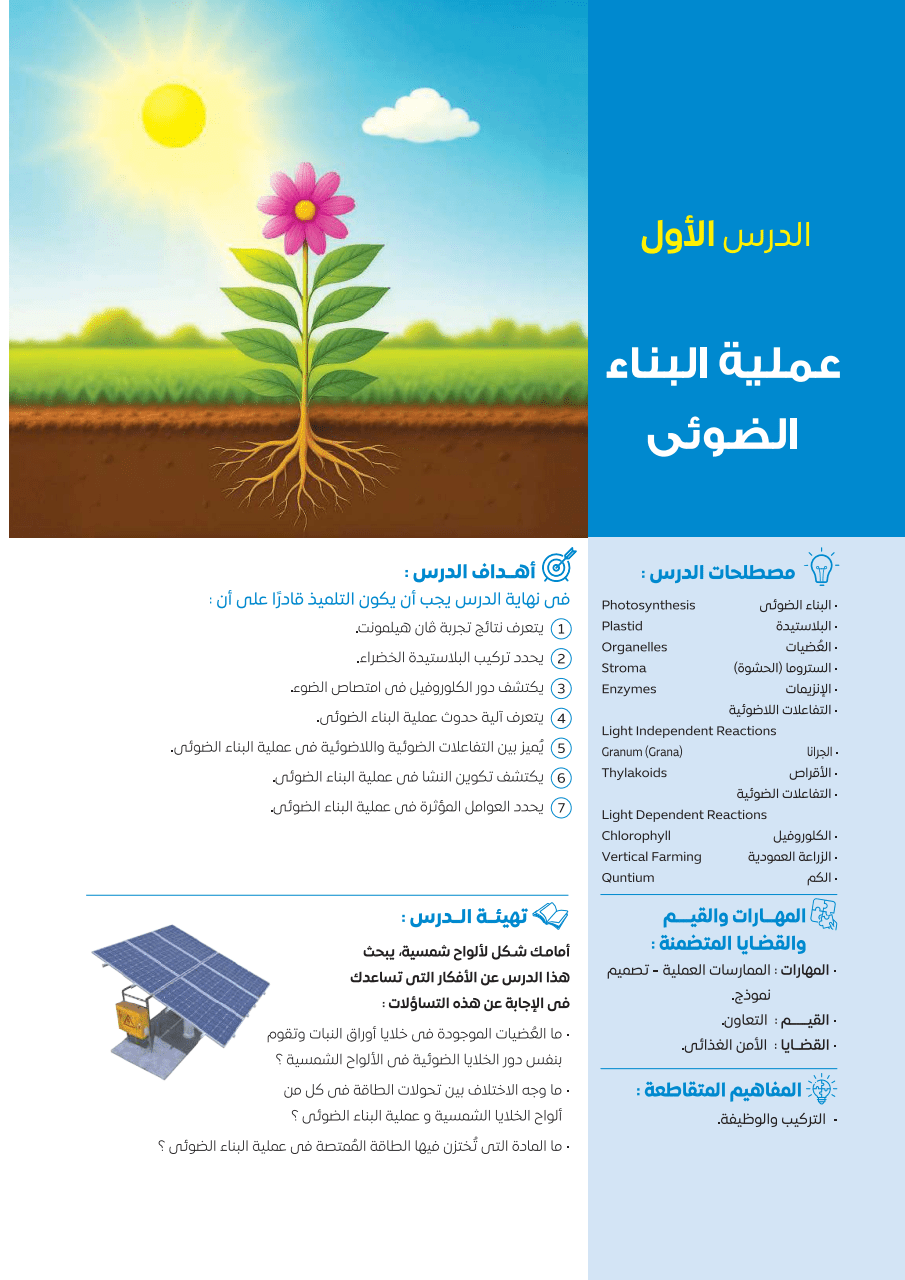 الدرس الأول
عملية البناء
الضوئى
مصطلحات الدرس :
• البناء الضوئى Photosynthesis
• البلاستيدة Plastid
• العُضيات Organelles
• الستروما (الحشوة) Stroma
• الإنزيمات Enzymes
• التفاعلات اللاضوئية
Light Independent Reactions
• الجرانا Granum (Grana)
• الأقراص Thylakoids
• التفاعلات الضوئية
Light Dependent Reactions
• الكلوروفيل Chlorophyll
• الزراعة العمودية Vertical Farming
• الكم Quntium
المهـارات والقيـم
والقضـايا المتضمنة :
• المهارات : الممارسات العملية - تصميم
نموذج.
• القيـــم : التعاون.
• القضـايا : الأمن الغذائى.
المفاهيم المتقاطعة :
• التركيب والوظيفة.
أهـداف الدرس :
فى نهاية الدرس يجب أن يكون التلميذ قادرًا على أن :
1 يتعرف نتائج تجربة ڤان هيلمونت.
2 يحدد تركيب البلاستيدة الخضراء.
3 يكتشف دور الكلوروفيل فى امتصاص الضوء.
4 يتعرف آلية حدوث عملية البناء الضوئى.
5 يُميز بين التفاعلات الضوئية واللاضوئية فى عملية البناء الضوئى.
6 يكتشف تكوين النشا فى عملية البناء الضوئى.
7 يحدد العوامل المؤثرة فى عملية البناء الضوئى.
تهيئـة الـدرس :
أمامـك شـكل لألواح شمسية، يبحث
هذا الدرس عن الأفكار التى تساعدك
فى الإجابة عن هذه التساؤلات :
• ما العُضيات الموجودة فى خلايا أوراق النبات وتقوم
بنفس دور الخلايا الضوئية فى الألواح الشمسية ؟
• ما وجه الاختلاف بين تحولات الطاقة فى كل من
ألواح الخلايا الشمسية و عملية البناء الضوئى ؟
• ما المادة التى تُختزن فيها الطاقة المُمتصة فى عملية البناء الضوئى ؟